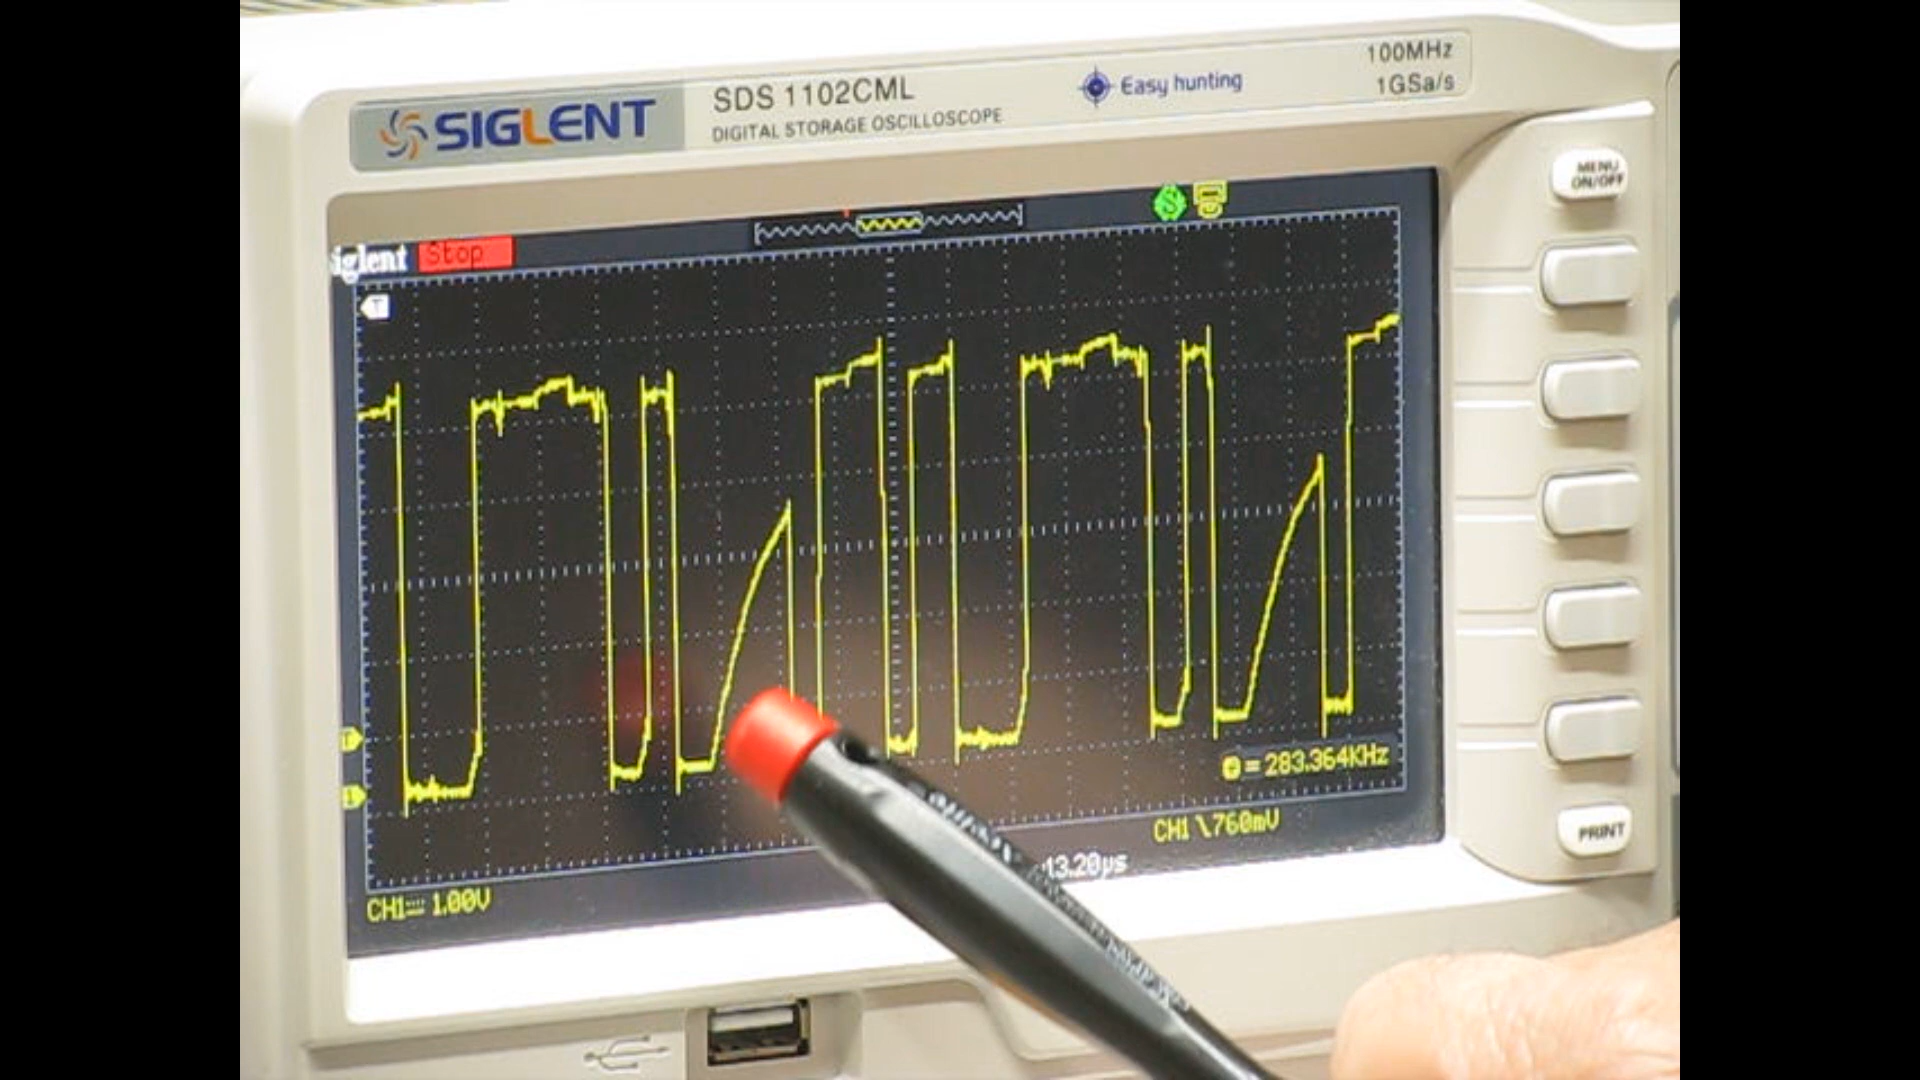 SIGLENT
SDS 1102CML
DIGITAL STORAGE OSCILLOSCOPE
Easy hunting
100MHz
1GSa/s
MENU
ON/OFF
iglent
Stop
T
S
= 283.364KHz
CH1 \ 760mV
13.20µs
CH1 1.00V
PRINT